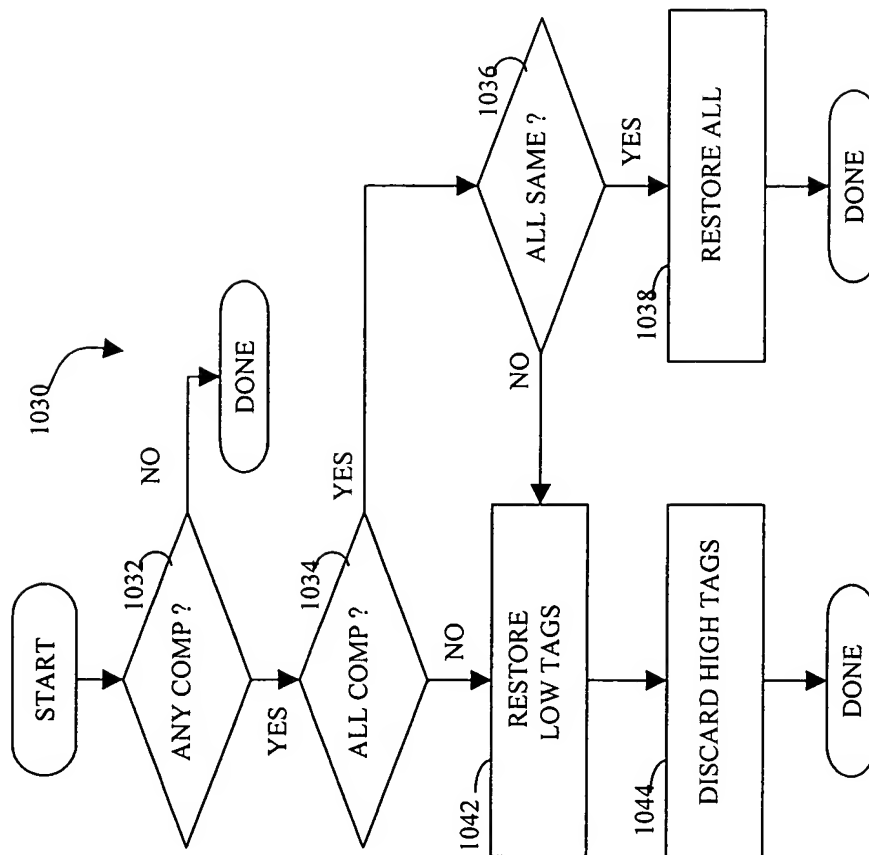 1030
START
1032
ANY COMP ?
NO
DONE
YES
1034
ALL COMP ?
YES
NO
1036
ALL SAME ?
NO
YES
1042
RESTORE
LOW TAGS
1038
RESTORE ALL
1044
DISCARD HIGH TAGS
DONE
DONE